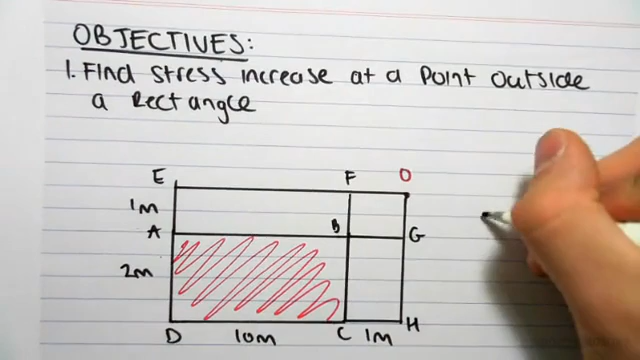 OBJECTIVES:
1. Find stress increase at a Point outside
a Rectangle
E F O
1m
A B G
2m
D 10m C 1m H